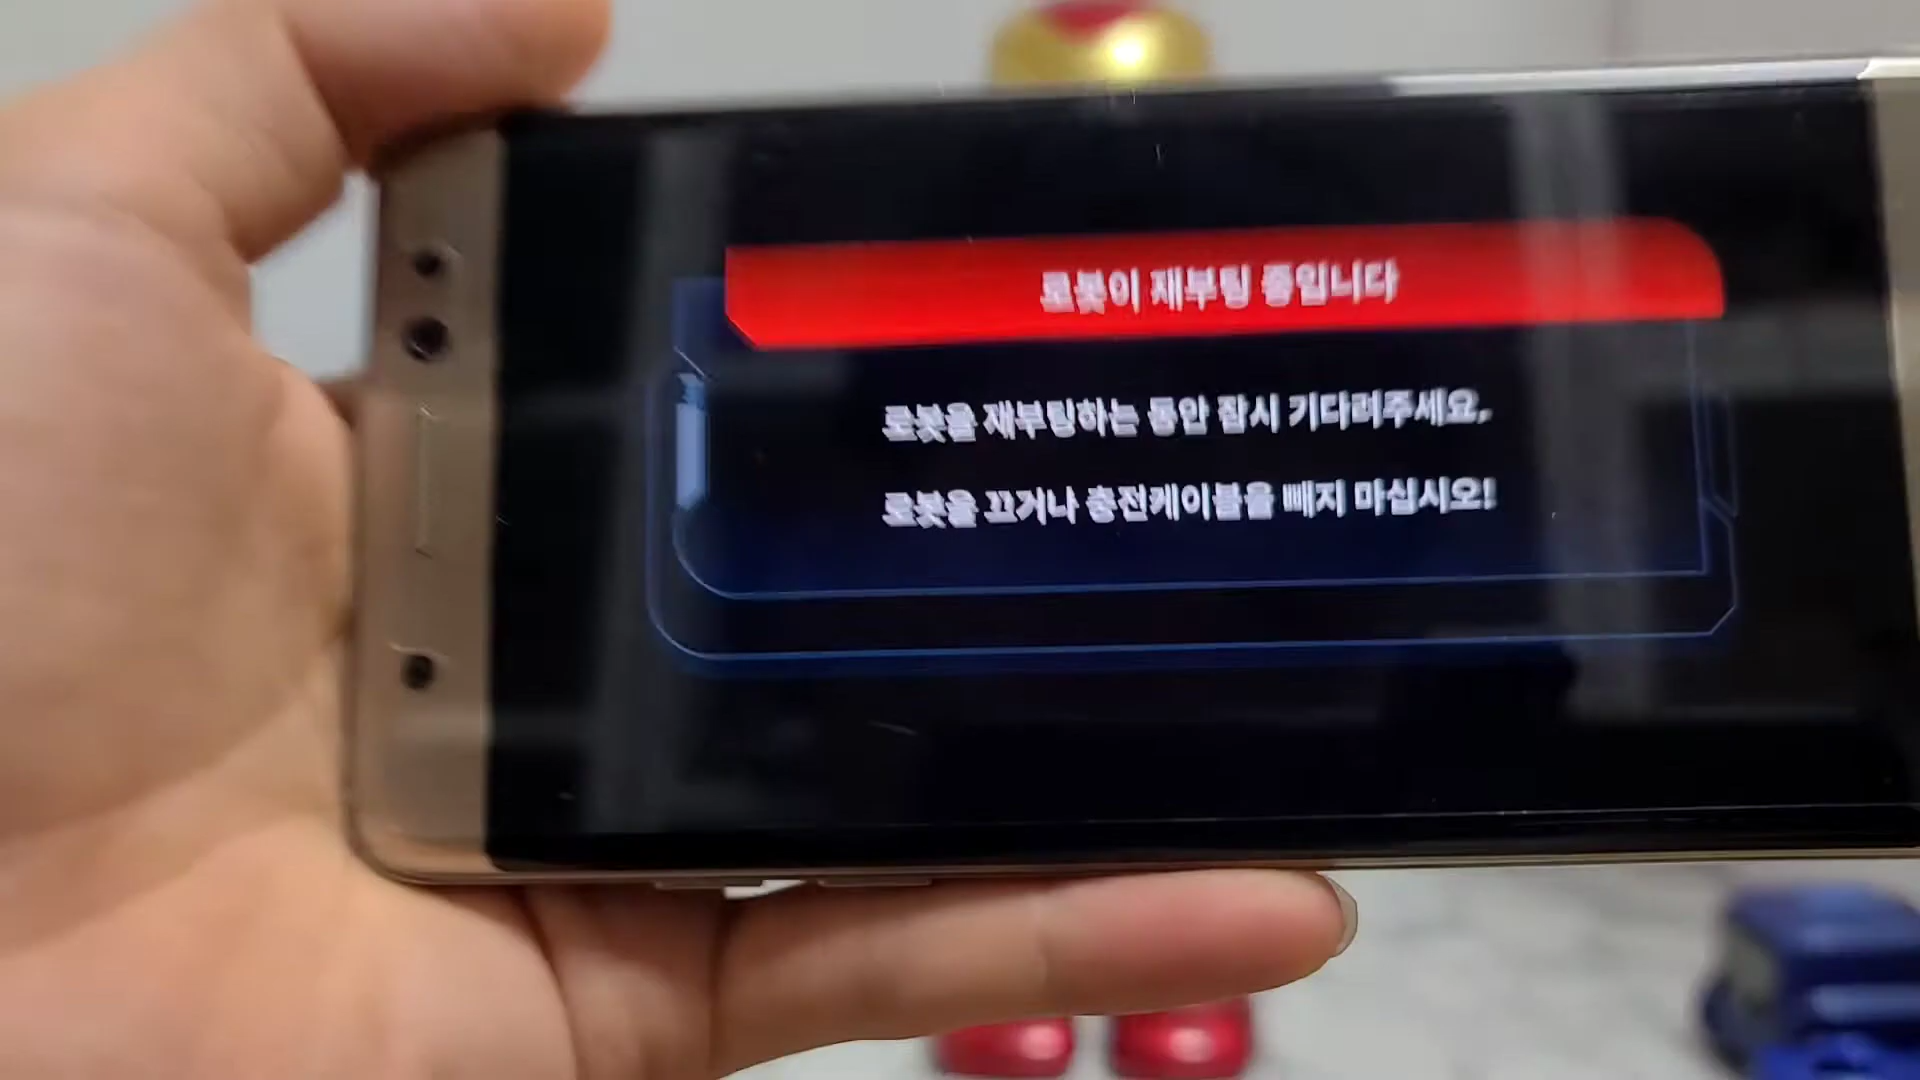 로봇이 재부팅 중입니다
로봇을 재부팅하는 동안 잠시 기다려주세요,
로봇을 끄거나 충전케이블을 빼지 마십시오!